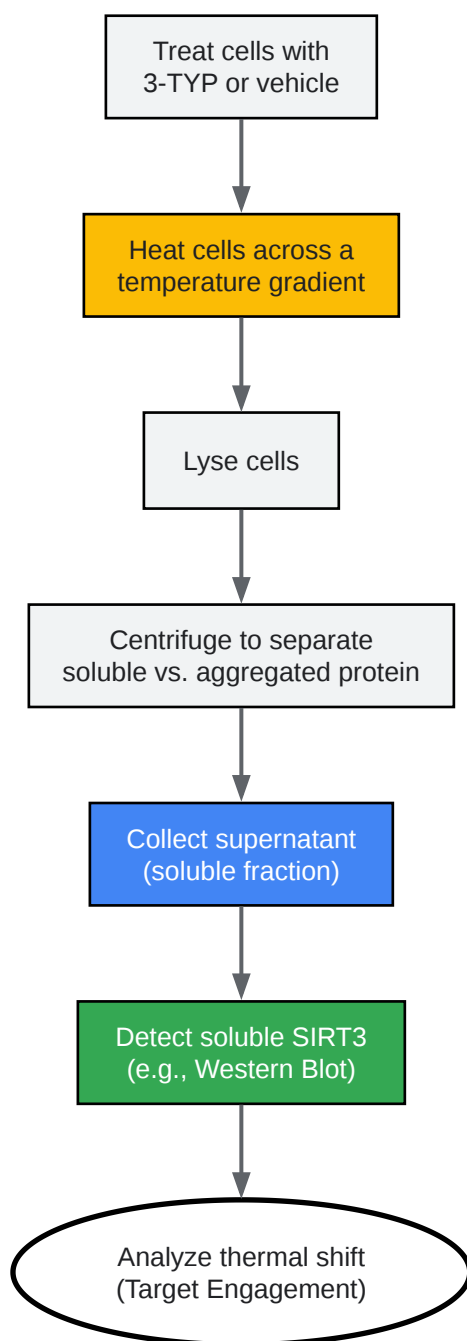 Treat cells with
3-TYP or vehicle
Heat cells across a
temperature gradient
Lyse cells
Centrifuge to separate
soluble vs. aggregated protein
Collect supernatant
(soluble fraction)
Detect soluble SIRT3
(e.g., Western Blot)
Analyze thermal shift
(Target Engagement)